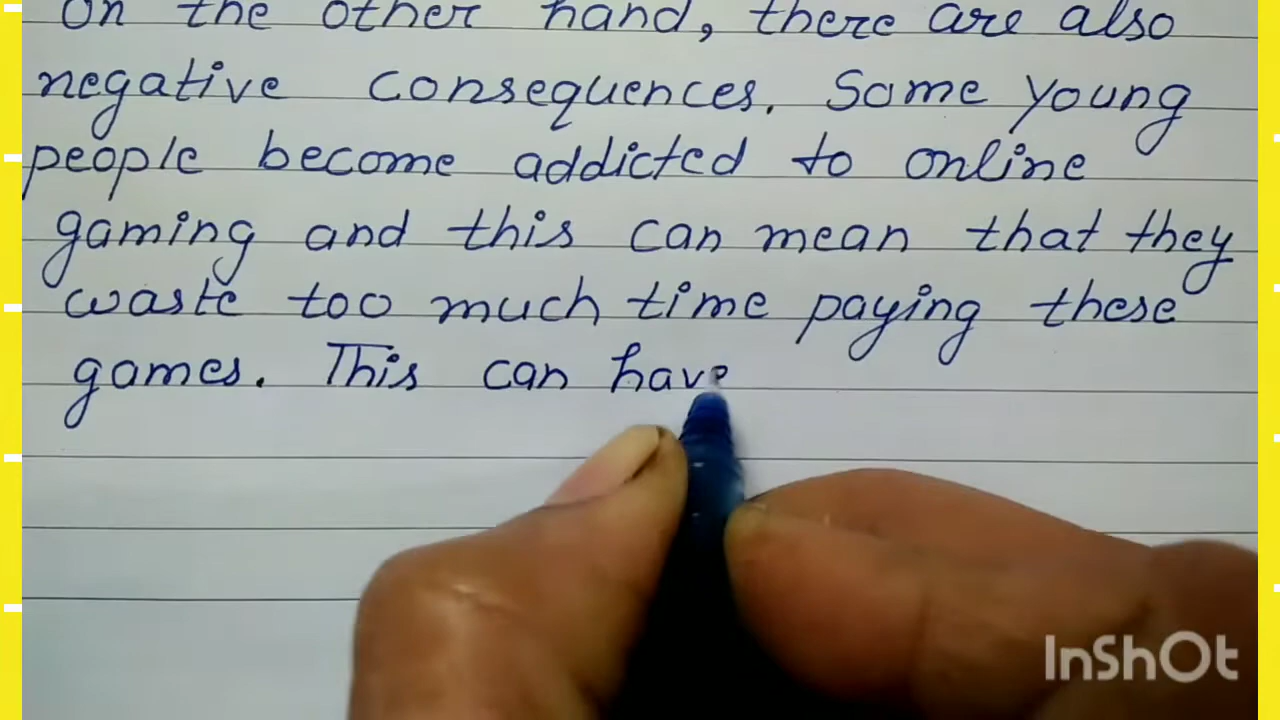 On the other hand, there are also
negative consequences. Some young
people become addicted to online
gaming and this can mean that they
waste too much time paying these
games. This can have
InShOt